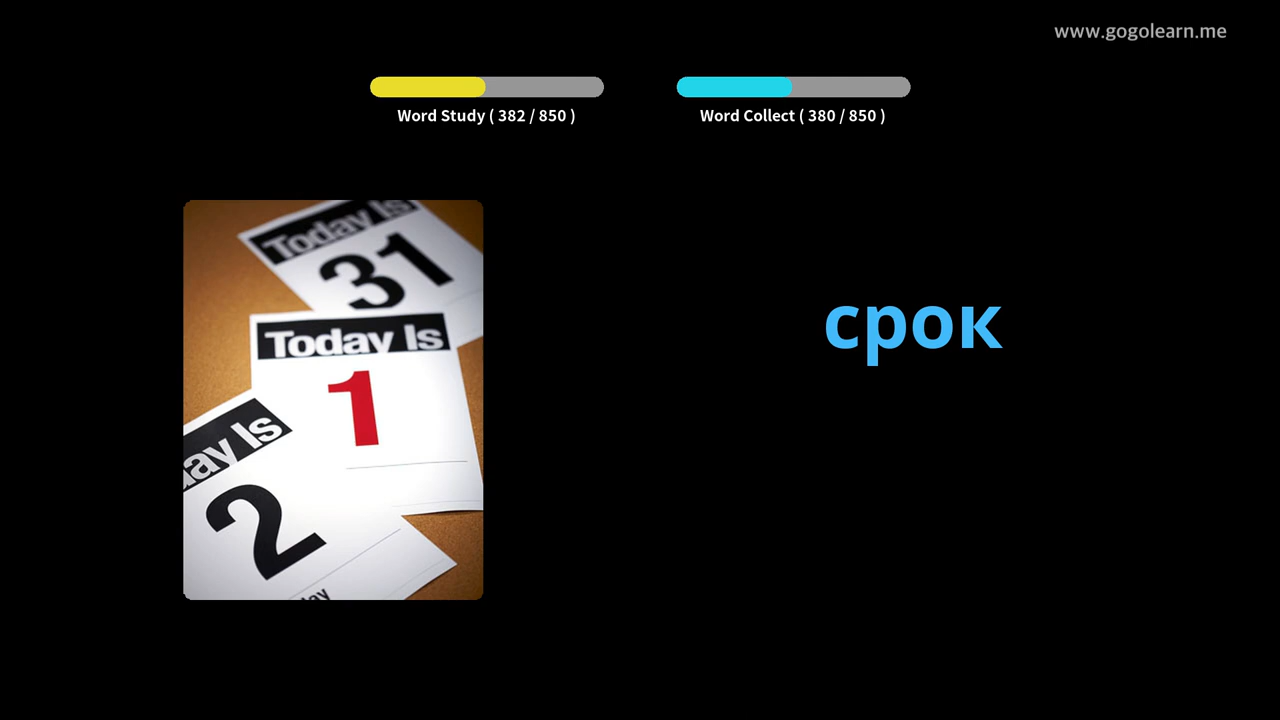 www.gogolearn.me
Word Study ( 382 / 850 )
Word Collect ( 380 / 850 )
Today Is
31
Today Is
1
ay Is
2
ay
срок